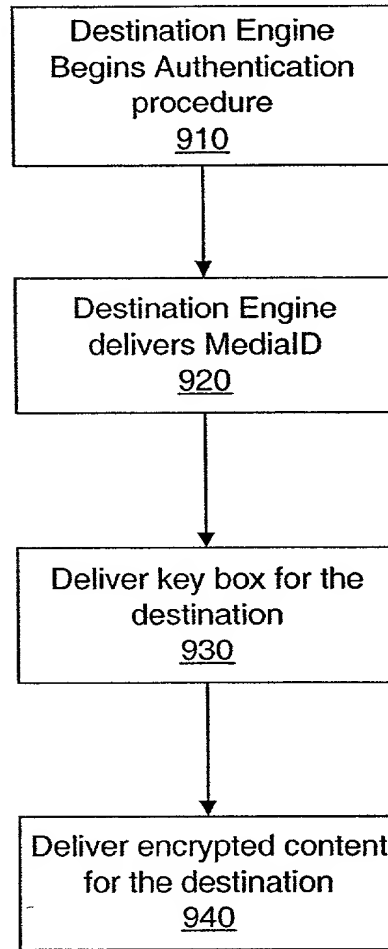 Destination Engine
Begins Authentication
procedure
910
Destination Engine
delivers MediaID
920
Deliver key box for the
destination
930
Deliver encrypted content
for the destination
940